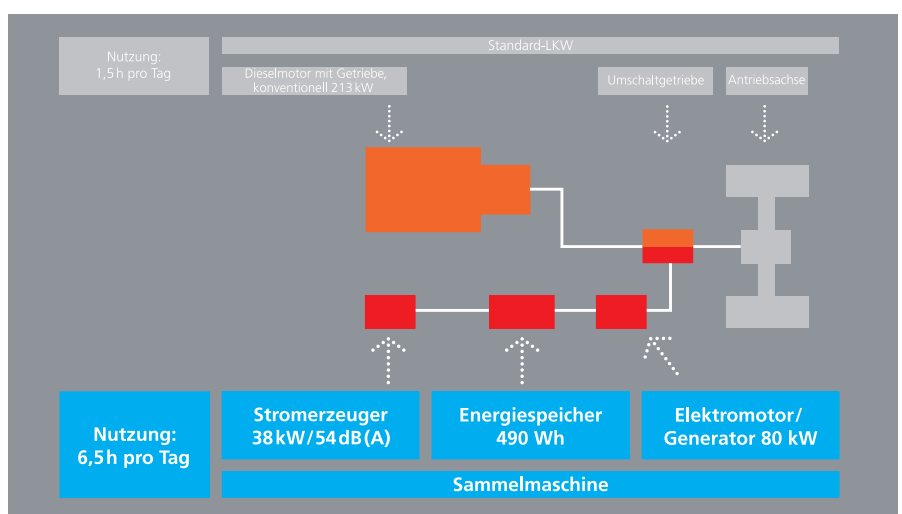 Nutzung:
1,5 h pro Tag
Standard-LKW
Dieselmotor mit Getriebe,
konventionell 213 kW
Umschaltgetriebe
Antriebsachse
Nutzung:
6,5 h pro Tag
Stromerzeuger
38 kW/54 dB (A)
Energiespeicher
490 Wh
Elektromotor/
Generator 80 kW
Sammelmaschine